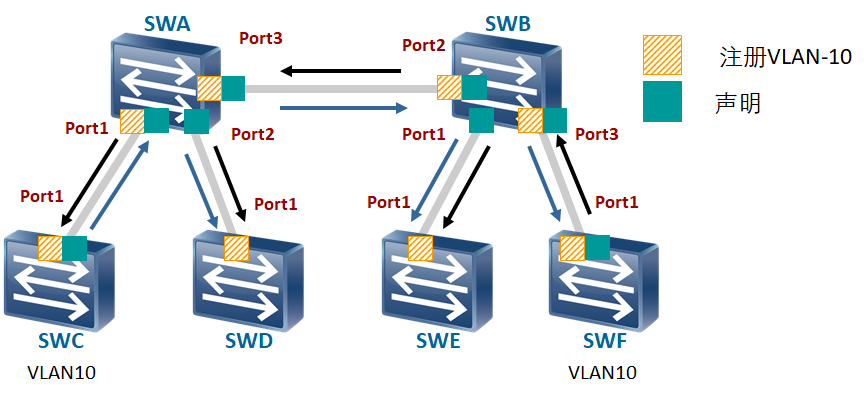 SWA
SWB
Port3
Port2
注册VLAN-10
声明
Port1
Port2
Port1
Port3
Port1
Port1
Port1
Port1
SWC
SWD
SWE
SWF
VLAN10
VLAN10